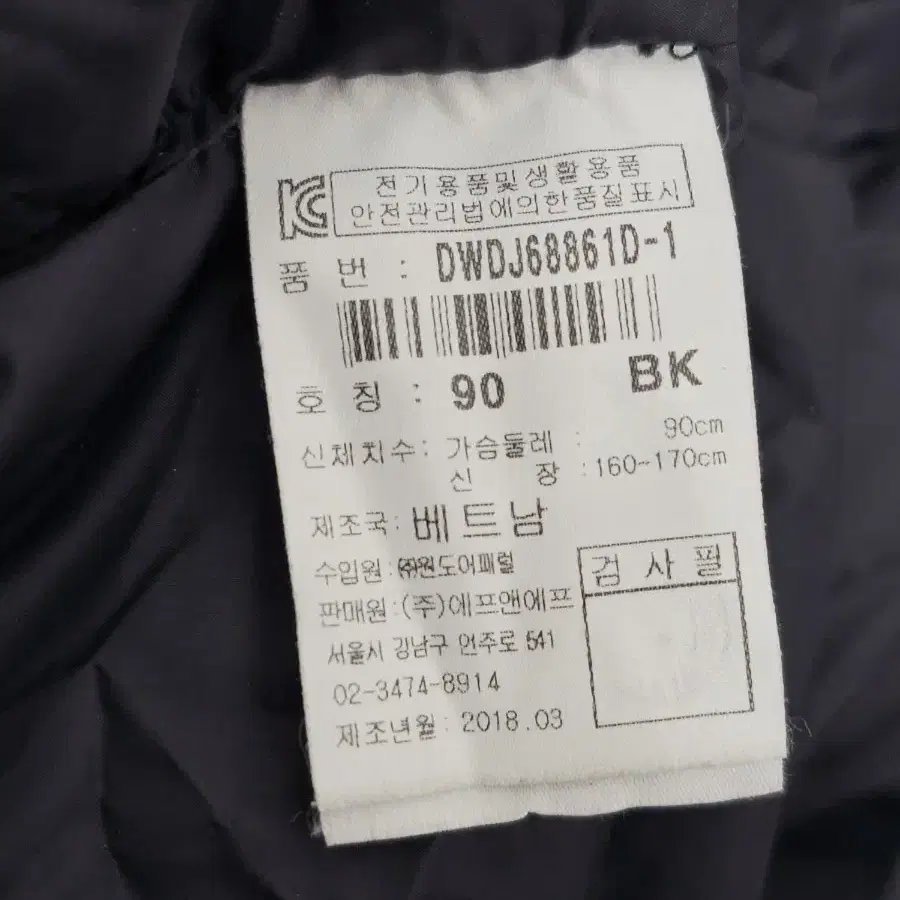 KC 전기용품및생활용품
안전관리법에의한품질표시
품 번 : DWDJ68861D-1
호 칭 : 90 BK
신체치수: 가슴둘레 : 90cm
신 장 :160~170cm
제조국: 베트남
수입원:㈜원도어패럴
판매원:(주)에프앤에프
서울시 강남구 언주로 541
02-3474-8914
제조년월: 2018.03
검 사 필